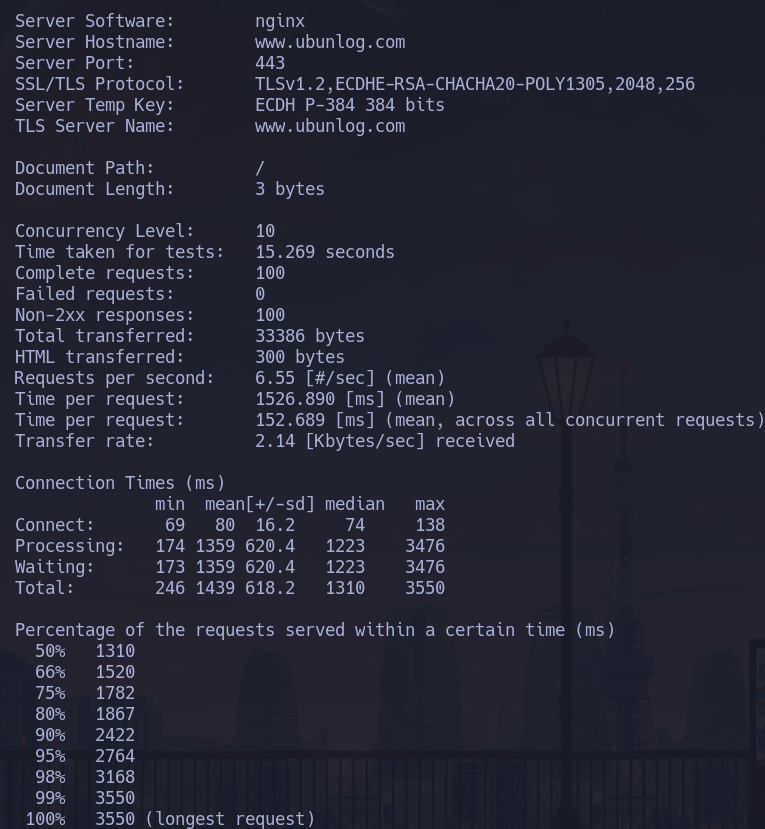 Server Software:        nginx
Server Hostname:        www.ubunlog.com
Server Port:            443
SSL/TLS Protocol:       TLSv1.2,ECDHE-RSA-CHACHA20-POLY1305,2048,256
Server Temp Key:        ECDH P-384 384 bits
TLS Server Name:        www.ubunlog.com

Document Path:          /
Document Length:        3 bytes

Concurrency Level:      10
Time taken for tests:   15.269 seconds
Complete requests:      100
Failed requests:        0
Non-2xx responses:      100
Total transferred:      33386 bytes
HTML transferred:       300 bytes
Requests per second:    6.55 [#/sec] (mean)
Time per request:       1526.890 [ms] (mean)
Time per request:       152.689 [ms] (mean, across all concurrent requests)
Transfer rate:          2.14 [Kbytes/sec] received

Connection Times (ms)
              min  mean[+/-sd] median   max
Connect:       69   80  16.2     74     138
Processing:   174 1359 620.4   1223    3476
Waiting:      173 1359 620.4   1223    3476
Total:        246 1439 618.2   1310    3550

Percentage of the requests served within a certain time (ms)
  50%   1310
  66%   1520
  75%   1782
  80%   1867
  90%   2422
  95%   2764
  98%   3168
  99%   3550
 100%   3550 (longest request)